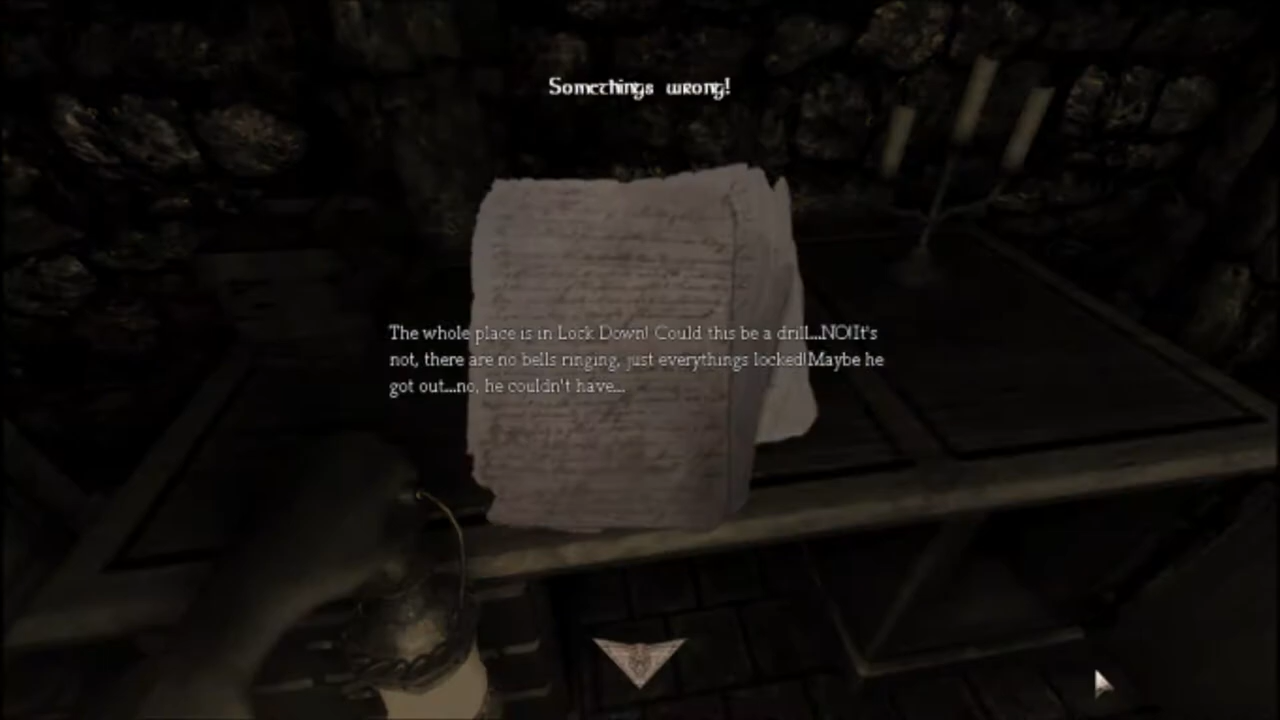 Somethings wrong!
The whole place is in Lock Down! Could this be a drill...NO!It's
not, there are no bells ringing, just everythings locked!Maybe he
got out...no, he couldn't have...